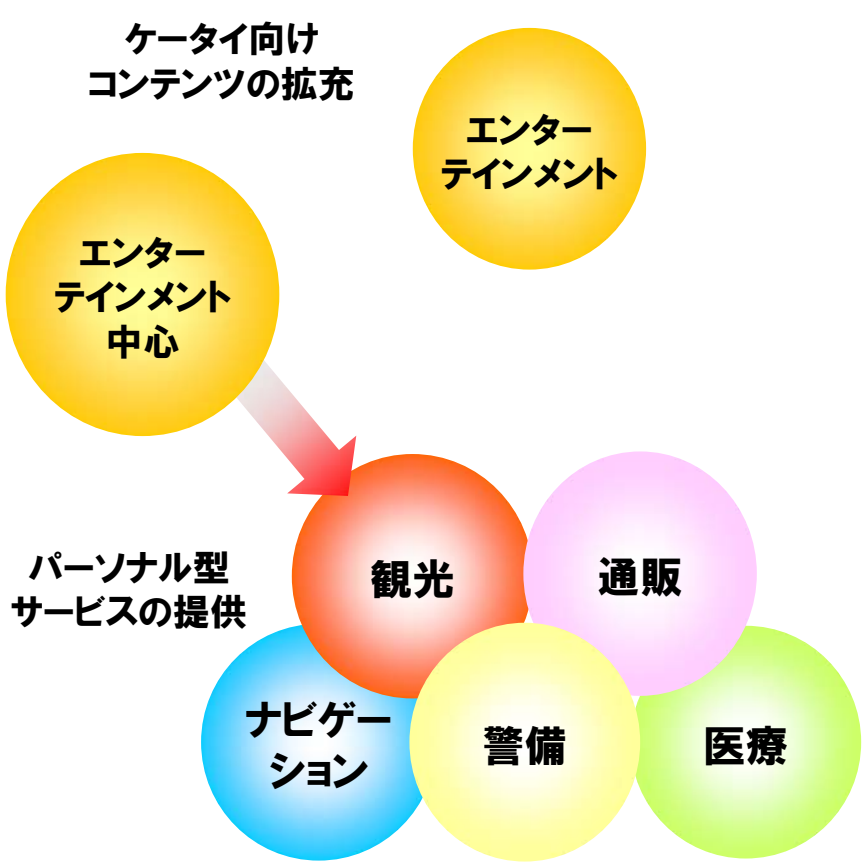 ケータイ向け
コンテンツの拡充
エンター
テインメント
エンター
テインメント
中心
パーソナル型
サービスの提供
観光
通販
ナビゲー
ション
警備
医療